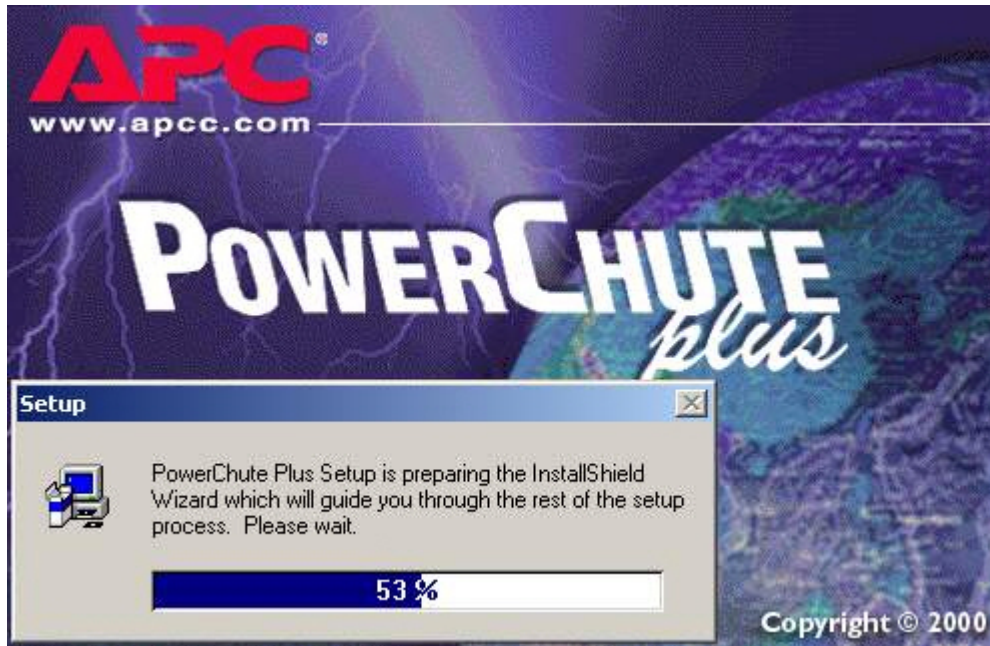 APC®
www.apcc.com
POWERCHUTE
plus
Setup
PowerChute Plus Setup is preparing the InstallShield
Wizard which will guide you through the rest of the setup
process. Please wait.
53 %
Copyright © 2000